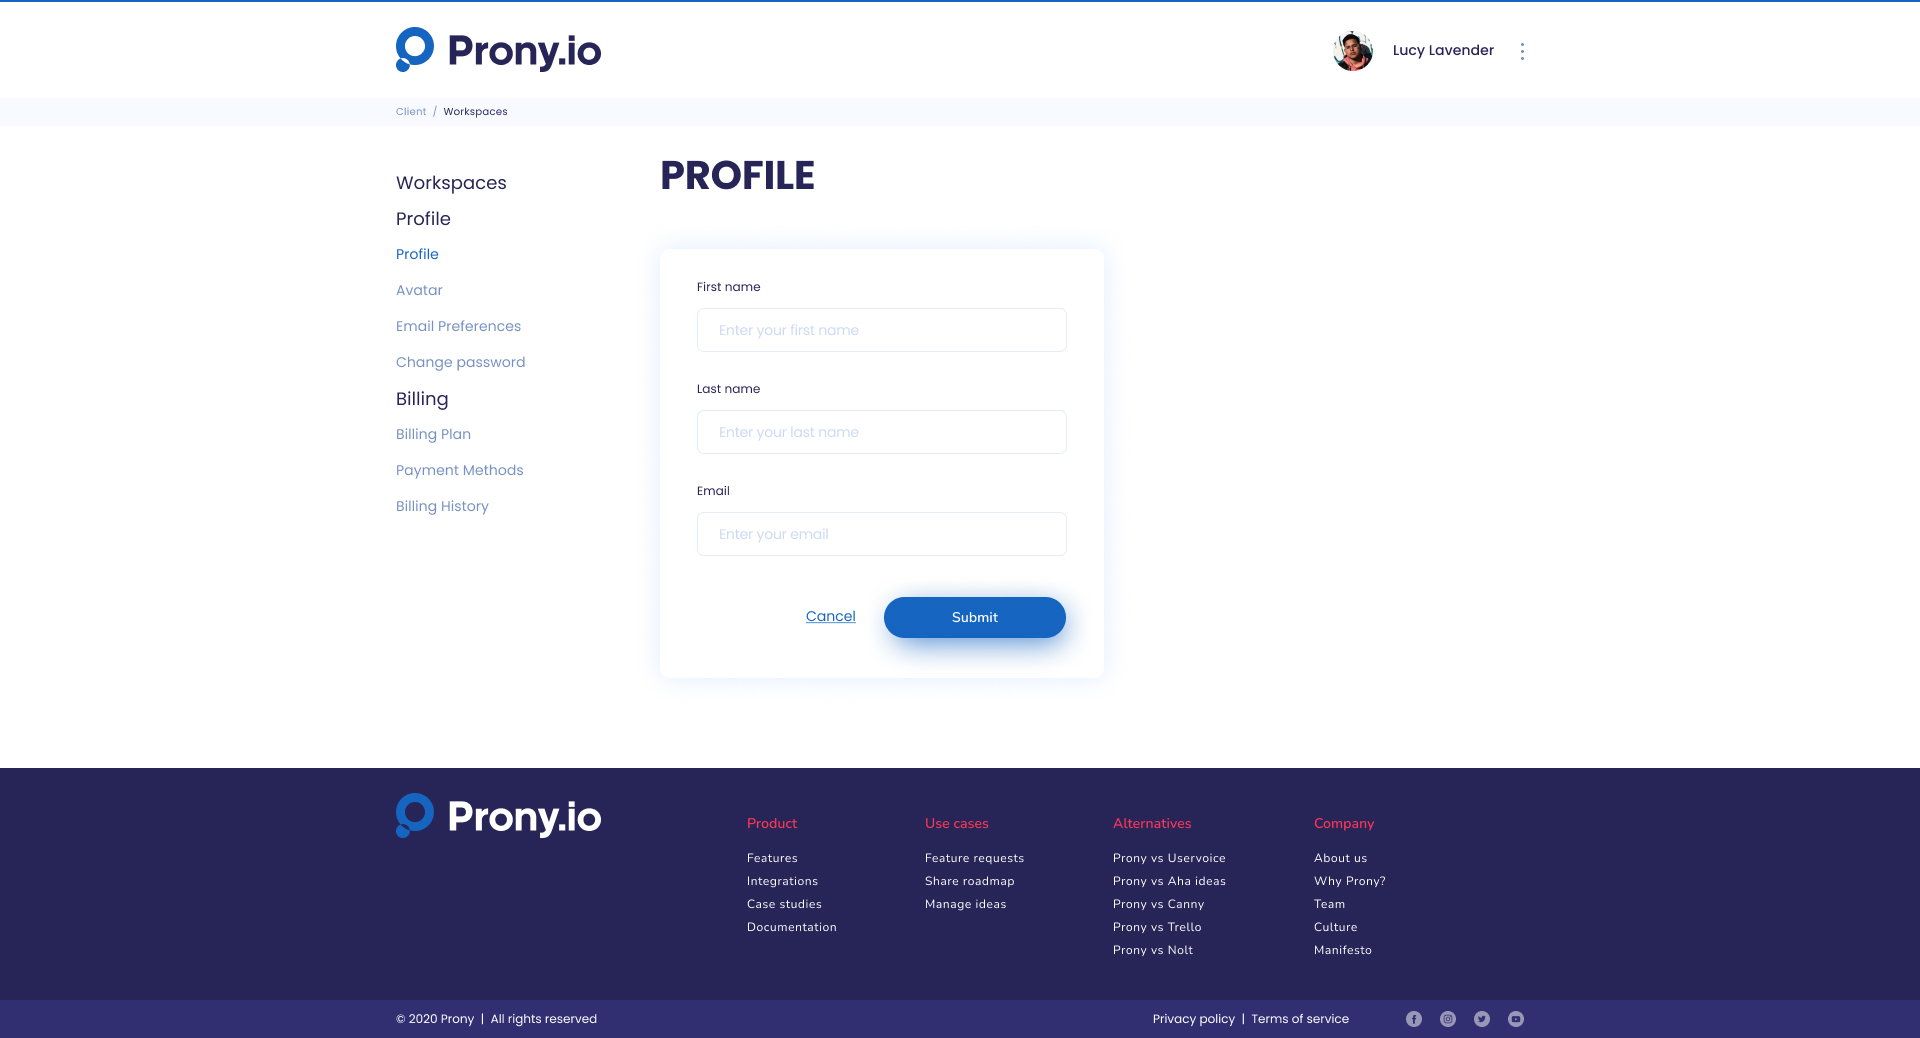 Prony.io
Lucy Lavender
Client / Workspaces
Workspaces
Profile
Profile
Avatar
Email Preferences
Change password
Billing
Billing Plan
Payment Methods
Billing History
PROFILE
First name
Enter your first name
Last name
Enter your last name
Email
Enter your email
Cancel
Submit
Prony.io
Product
Features
Integrations
Case studies
Documentation
Use cases
Feature requests
Share roadmap
Manage ideas
Alternatives
Prony vs Uservoice
Prony vs Aha ideas
Prony vs Canny
Prony vs Trello
Prony vs Nolt
Company
About us
Why Prony?
Team
Culture
Manifesto
© 2020 Prony | All rights reserved
Privacy policy | Terms of service